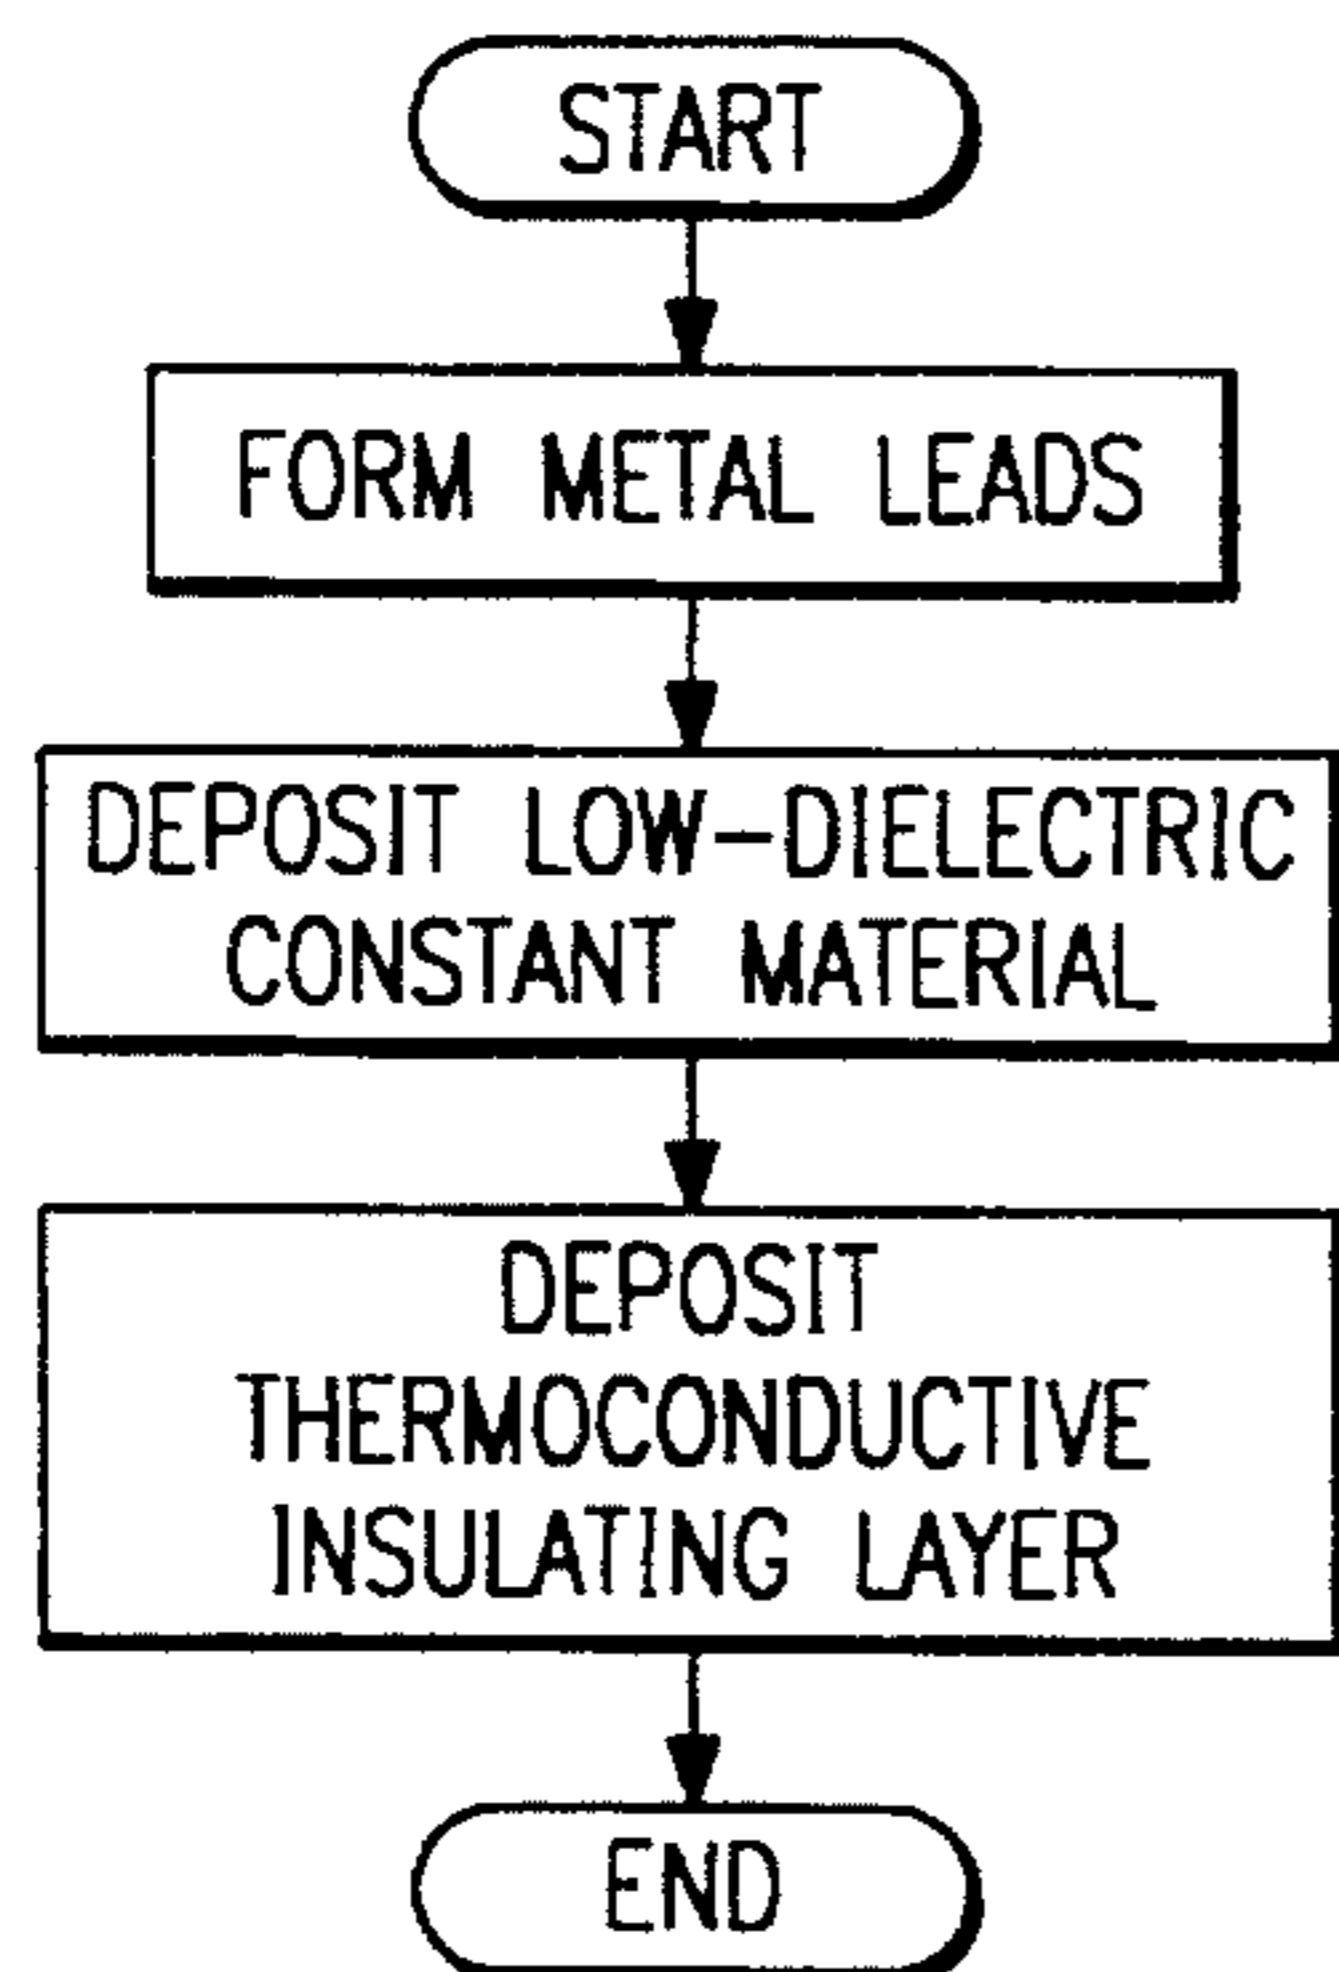 START
FORM METAL LEADS
DEPOSIT LOW-DIELECTRIC
CONSTANT MATERIAL
DEPOSIT
THERMOCONDUCTIVE
INSULATING LAYER
END